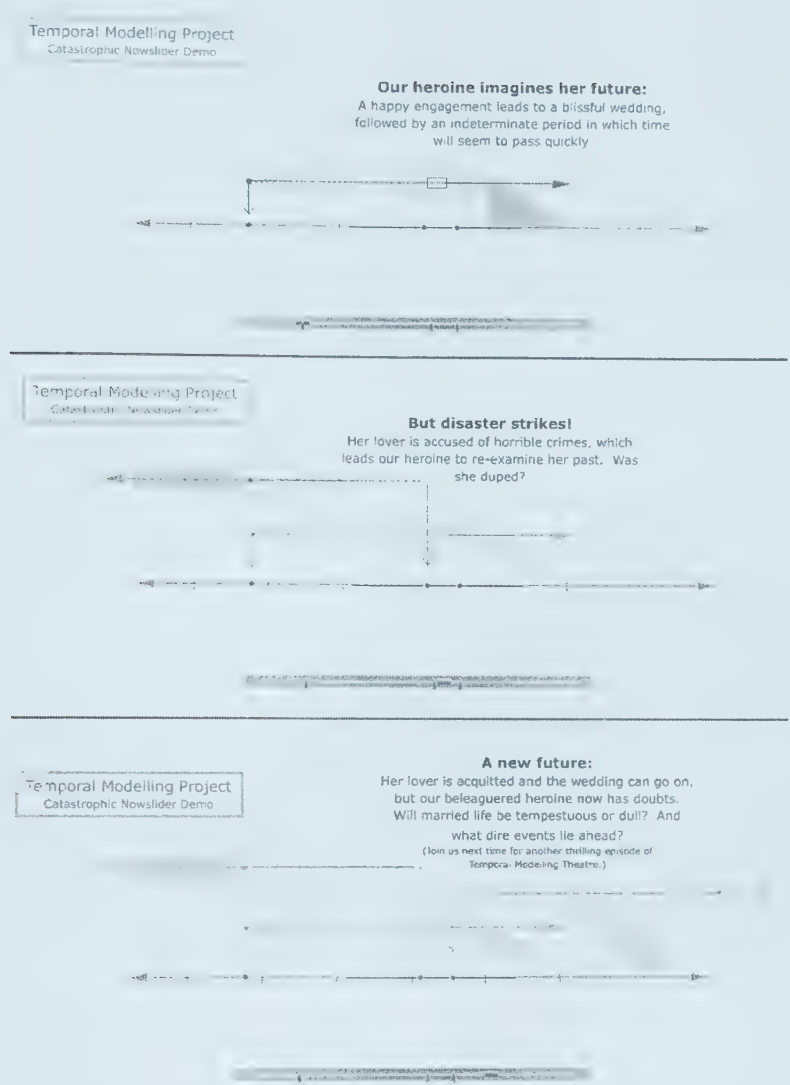 Temporal Modelling Project
Catastrophic Nowslider Demo
Our heroine imagines her future:
A happy engagement leads to a blissful wedding,
followed by an indeterminate period in which time
will seem to pass quickly
Temporal Modelling Project
Catastrophic Nowslider Demo
But disaster strikes!
Her lover is accused of horrible crimes, which
leads our heroine to re-examine her past. Was
she duped?
Temporal Modelling Project
Catastrophic Nowslider Demo
A new future:
Her lover is acquitted and the wedding can go on,
but our beleaguered heroine now has doubts.
Will married life be tempestuous or dull? And
what dire events lie ahead?
(Join us next time for another thrilling episode of
Temporal Modeling Theatre.)